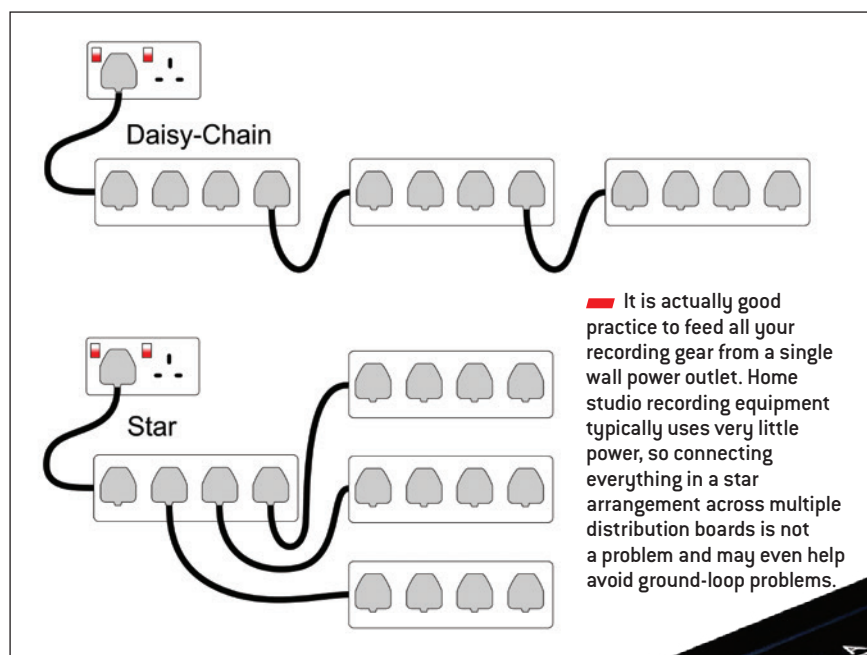 Daisy-Chain
Star
It is actually good
practice to feed all your
recording gear from a single
wall power outlet. Home
studio recording equipment
typically uses very little
power, so connecting
everything in a star
arrangement across multiple
distribution boards is not
a problem and may even help
avoid ground-loop problems.